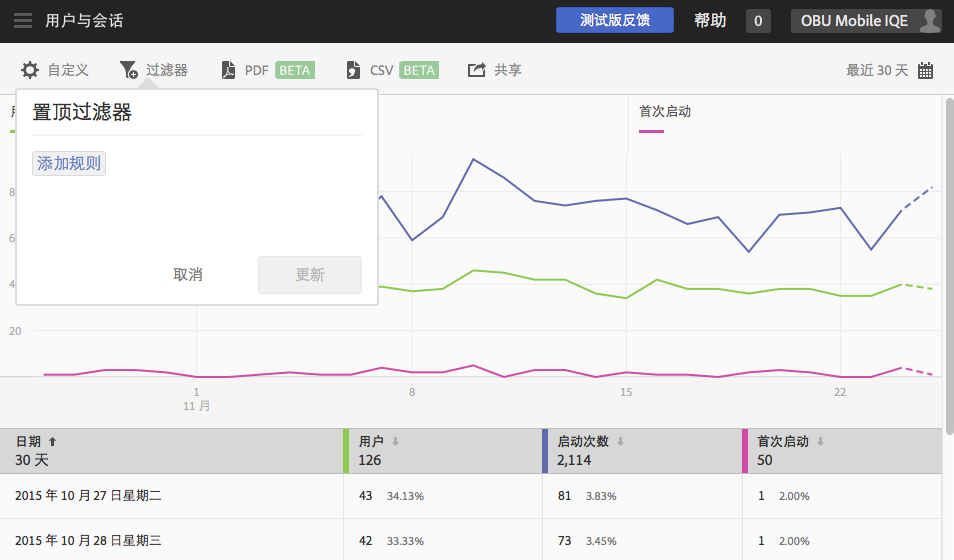 用户与会话
测试版反馈
帮助
0
OBU Mobile IQE
自定义
过滤器
PDF BETA
CSV BETA
共享
最近 30 天
置顶过滤器
添加规则
取消
更新
首次启动
8
6
4
20
1
11 月
8
15
22
日期
30 天
用户
126
启动次数
2,114
首次启动
50
2015 年 10 月 27 日星期二
43 34.13%
81 3.83%
1 2.00%
2015 年 10 月 28 日星期三
42 33.33%
73 3.45%
1 2.00%